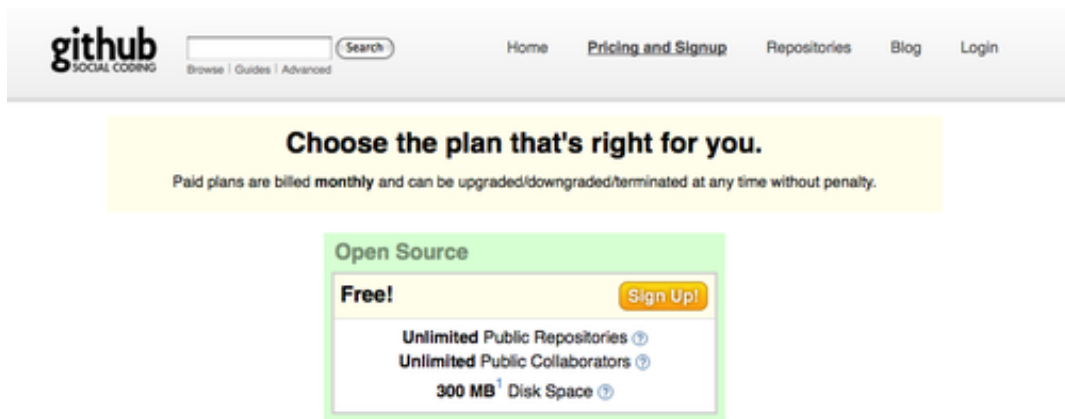 github
SOCIAL CODING
Search
Browse | Guides | Advanced
Home Pricing and Signup Repositories Blog Login
Choose the plan that's right for you.
Paid plans are billed monthly and can be upgraded/downgraded/terminated at any time without penalty.
Open Source
Free! Sign Up!
Unlimited Public Repositories ?
Unlimited Public Collaborators ?
300 MB¹ Disk Space ?